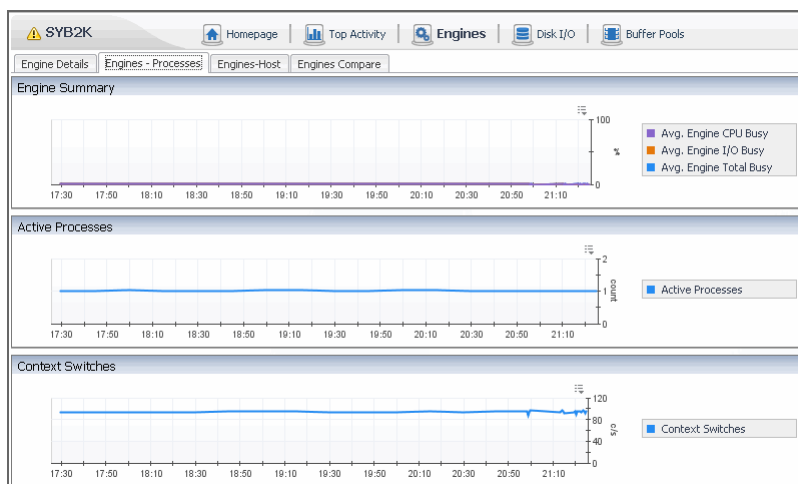 SYB2K Homepage Top Activity Engines Disk I/O Buffer Pools
Engine Details Engines - Processes Engines-Host Engines Compare
Engine Summary
100
%
0
Avg. Engine CPU Busy
Avg. Engine I/O Busy
Avg. Engine Total Busy
17:30 17:50 18:10 18:30 18:50 19:10 19:30 19:50 20:10 20:30 20:50 21:10
Active Processes
2
1
0
count
Active Processes
17:30 17:50 18:10 18:30 18:50 19:10 19:30 19:50 20:10 20:30 20:50 21:10
Context Switches
120
80
40
0
c/s
Context Switches
17:30 17:50 18:10 18:30 18:50 19:10 19:30 19:50 20:10 20:30 20:50 21:10